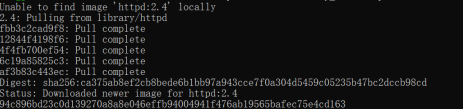 Unable to find image 'httpd:2.4' locally
2.4: Pulling from library/httpd
fbb3c2cad9f8: Pull complete
12844f4198f6: Pull complete
4f4fb700ef54: Pull complete
6c19a85825c3: Pull complete
af3b83c443ec: Pull complete
Digest: sha256:ca375ab8ef2cb8bede6b1bb97a943cce7f0a304d5459c05235b47bc2dccb98cd
Status: Downloaded newer image for httpd:2.4
94c896bd23c0d139270a8a8e046effb94004941f476ab19565bafec75e4cd163